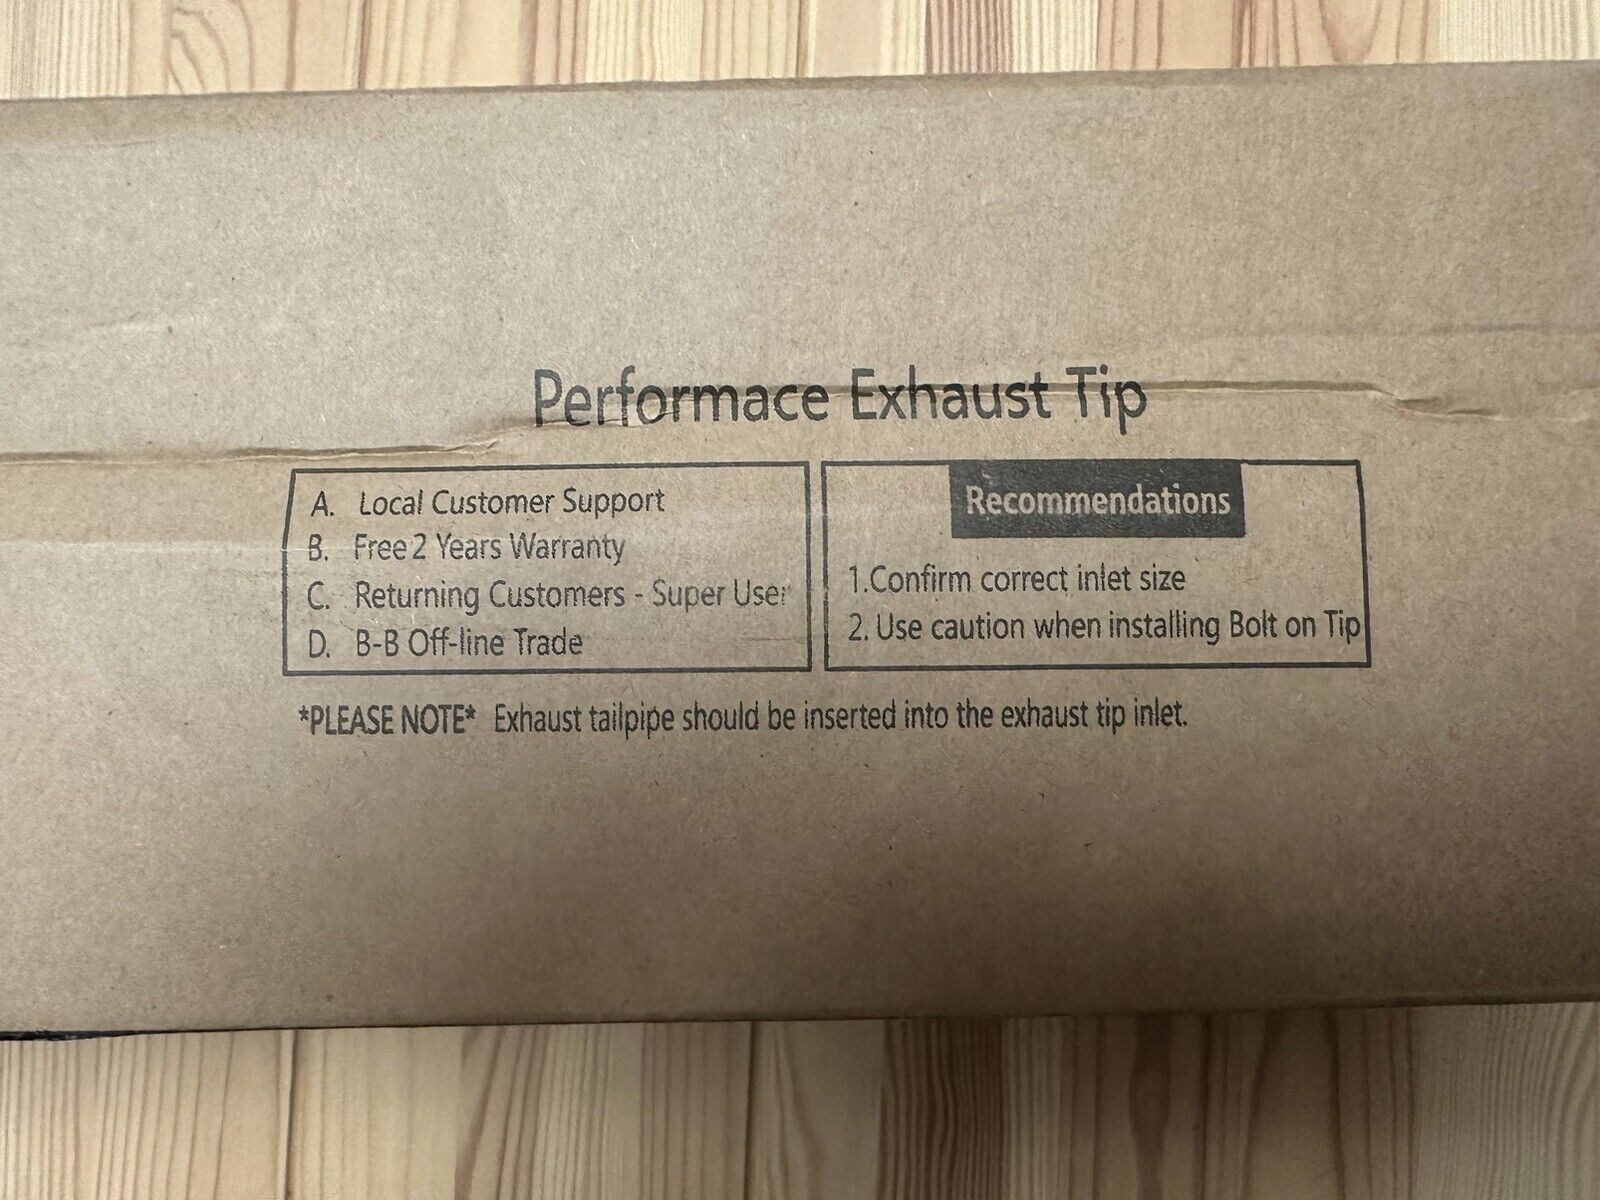 Performace Exhaust Tip
A. Local Customer Support
B. Free 2 Years Warranty
C. Returning Customers - Super User
D. B-B Off-line Trade
Recommendations
1.Confirm correct inlet size
2. Use caution when installing Bolt on Tip
*PLEASE NOTE* Exhaust tailpipe should be inserted into the exhaust tip inlet.